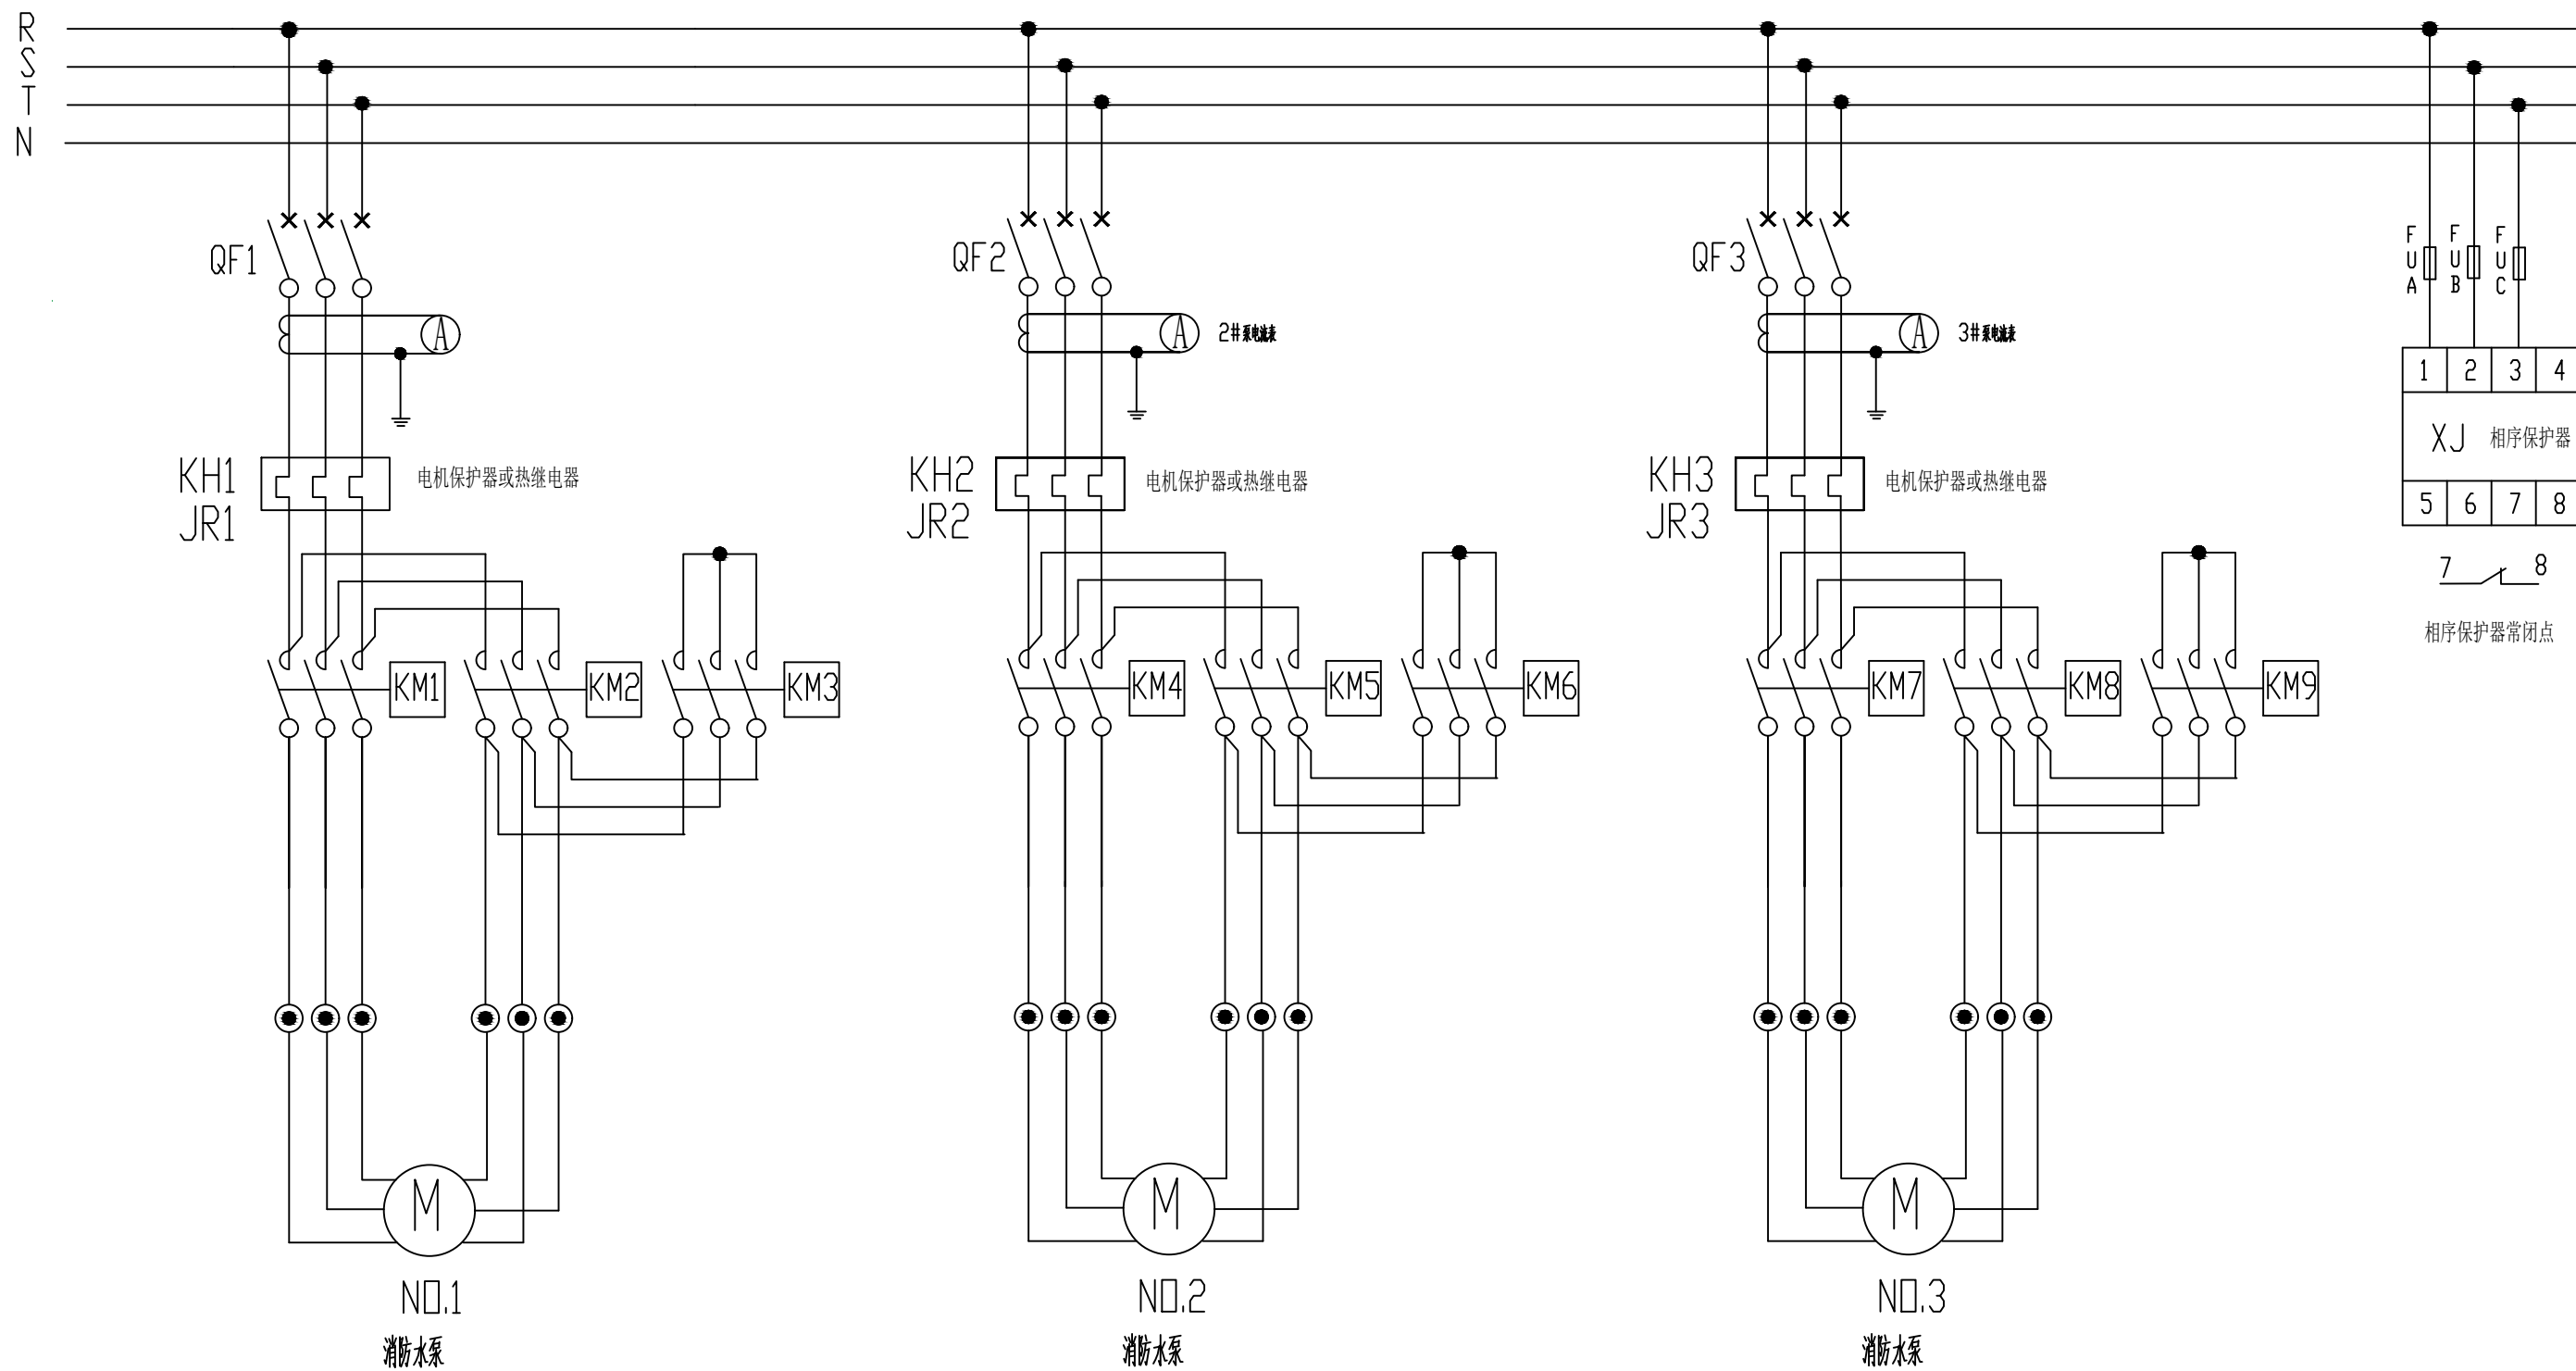 R
S
T
N
QF1
QF2
QF3
FUA
FUB
FUC
A
A
2#泵电流表
A
3#泵电流表
1 2 3 4
XJ 相序保护器
5 6 7 8
7 8
相序保护器常闭点
KH1
JR1
电机保护器或热继电器
KH2
JR2
电机保护器或热继电器
KH3
JR3
电机保护器或热继电器
KM1 KM2 KM3
KM4 KM5 KM6
KM7 KM8 KM9
M
M
M
NO.1
消防水泵
NO.2
消防水泵
NO.3
消防水泵